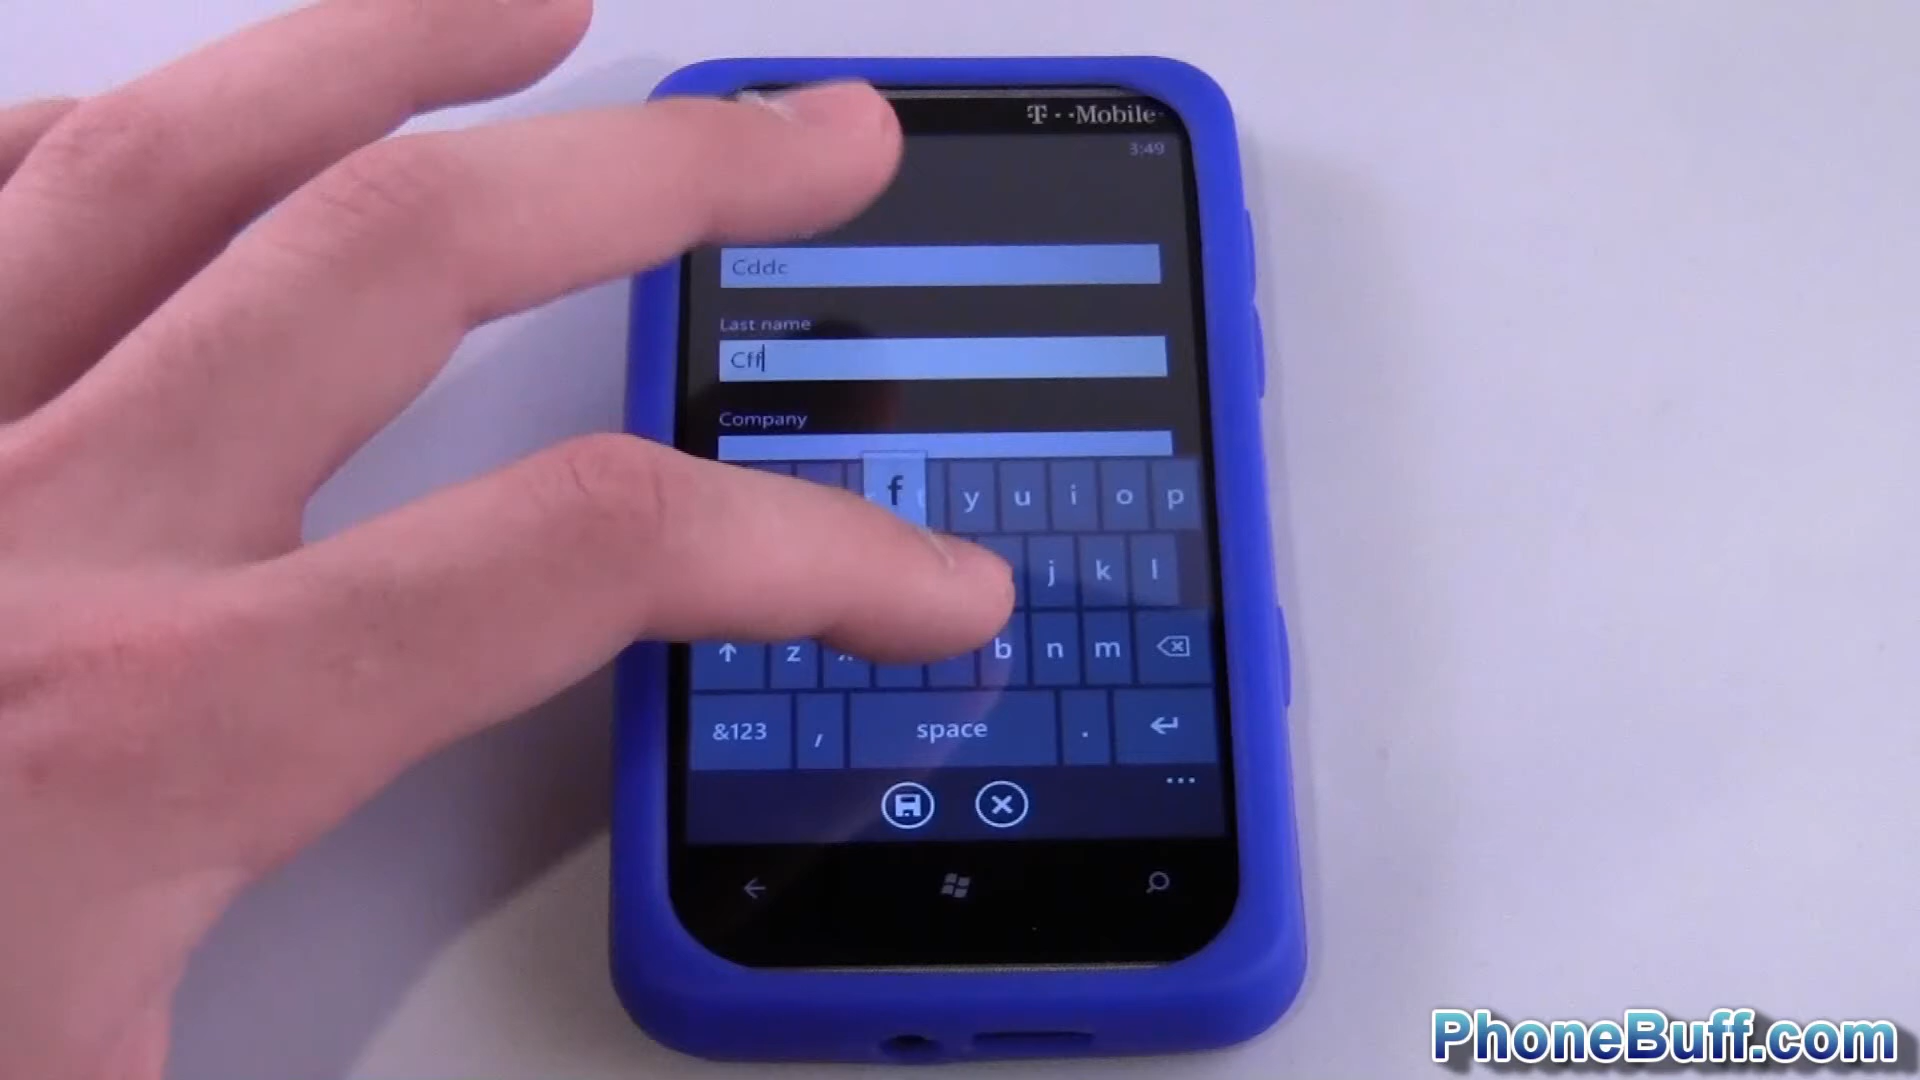 T··Mobile·
3:49
Cddc
Last name
Cff
Company
f y u i o p
j k l
z b n m
&123 , space .
PhoneBuff.com